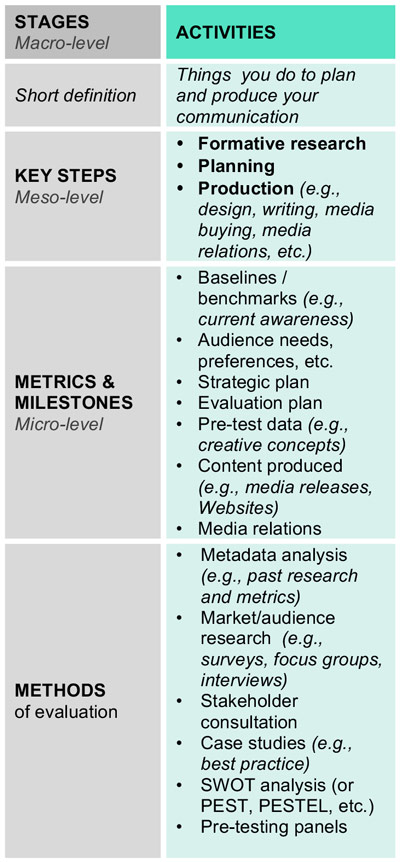 STAGES
Macro-level
ACTIVITIES
Short definition
Things you do to plan
and produce your
communication
KEY STEPS
Meso-level
• Formative research
• Planning
• Production (e.g.,
design, writing, media
buying, media
relations, etc.)
METRICS &
MILESTONES
Micro-level
• Baselines /
benchmarks (e.g.,
current awareness)
• Audience needs,
preferences, etc.
• Strategic plan
• Evaluation plan
• Pre-test data (e.g.,
creative concepts)
• Content produced
(e.g., media releases,
Websites)
• Media relations
METHODS
of evaluation
• Metadata analysis
(e.g., past research
and metrics)
• Market/audience
research (e.g.,
surveys, focus groups,
interviews)
• Stakeholder
consultation
• Case studies (e.g.,
best practice)
• SWOT analysis (or
PEST, PESTEL, etc.)
• Pre-testing panels